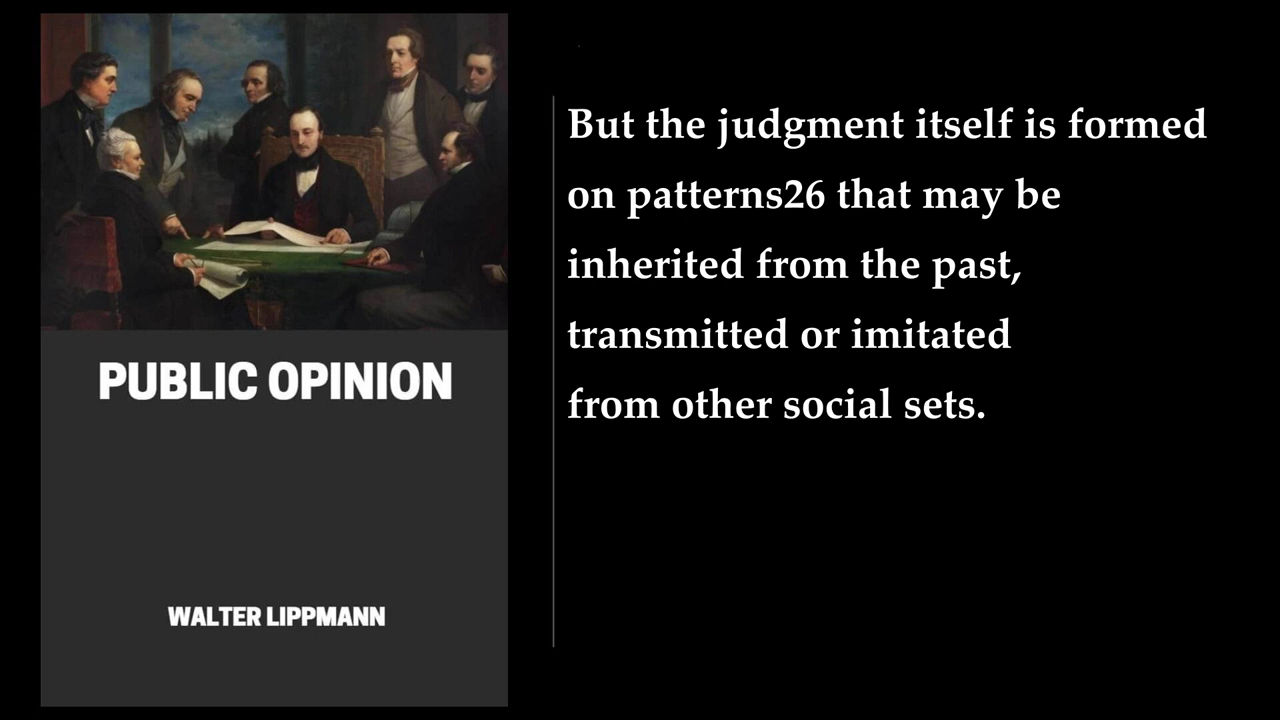 PUBLIC OPINION
WALTER LIPPMANN
But the judgment itself is formed
on patterns26 that may be
inherited from the past,
transmitted or imitated
from other social sets.